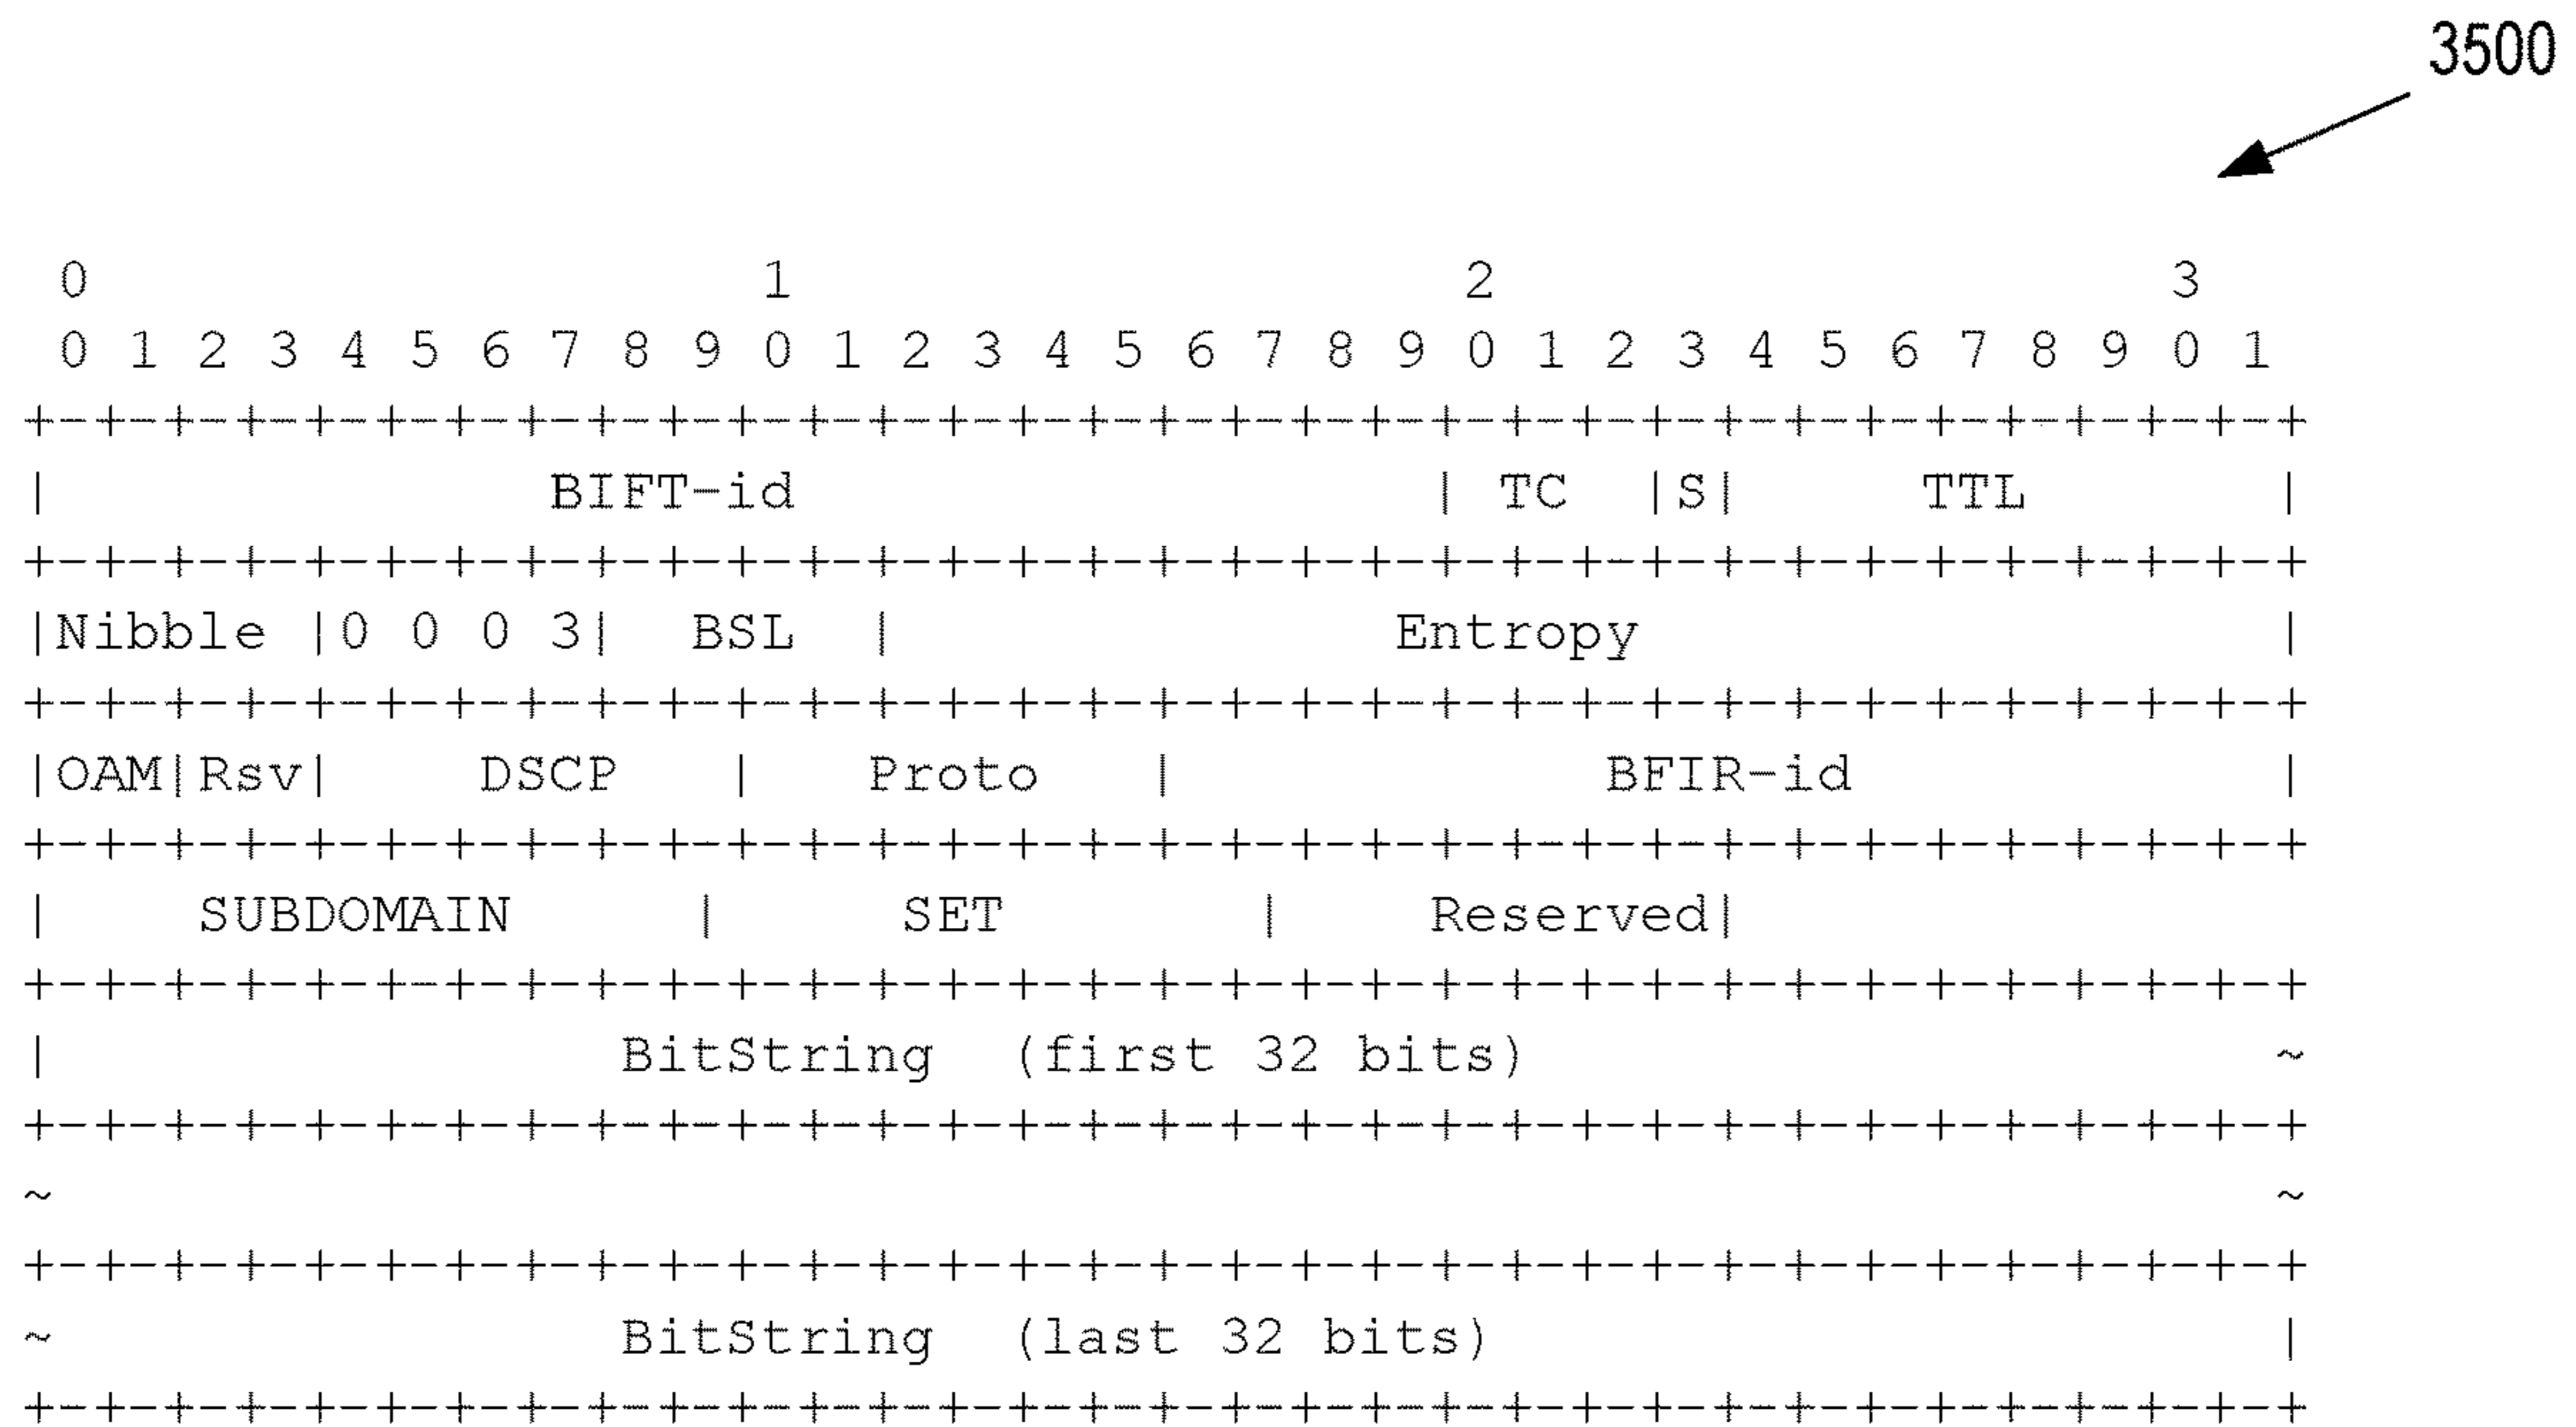 3500
 0                   1                   2                   3
 0 1 2 3 4 5 6 7 8 9 0 1 2 3 4 5 6 7 8 9 0 1 2 3 4 5 6 7 8 9 0 1
+-+-+-+-+-+-+-+-+-+-+-+-+-+-+-+-+-+-+-+-+-+-+-+-+-+-+-+-+-+-+-+-+
|              BIFT-id                  | TC  |S|     TTL       |
+-+-+-+-+-+-+-+-+-+-+-+-+-+-+-+-+-+-+-+-+-+-+-+-+-+-+-+-+-+-+-+-+
|Nibble |0 0 0 3|  BSL  |              Entropy                  |
+-+-+-+-+-+-+-+-+-+-+-+-+-+-+-+-+-+-+-+-+-+-+-+-+-+-+-+-+-+-+-+-+
|OAM|Rsv|    DSCP   |   Proto   |            BFIR-id            |
+-+-+-+-+-+-+-+-+-+-+-+-+-+-+-+-+-+-+-+-+-+-+-+-+-+-+-+-+-+-+-+-+
|    SUBDOMAIN     |     SET       |    Reserved|
+-+-+-+-+-+-+-+-+-+-+-+-+-+-+-+-+-+-+-+-+-+-+-+-+-+-+-+-+-+-+-+-+
|                BitString  (first 32 bits)                     ~
+-+-+-+-+-+-+-+-+-+-+-+-+-+-+-+-+-+-+-+-+-+-+-+-+-+-+-+-+-+-+-+-+
~                                                               ~
+-+-+-+-+-+-+-+-+-+-+-+-+-+-+-+-+-+-+-+-+-+-+-+-+-+-+-+-+-+-+-+-+
~                BitString  (last 32 bits)                      |
+-+-+-+-+-+-+-+-+-+-+-+-+-+-+-+-+-+-+-+-+-+-+-+-+-+-+-+-+-+-+-+-+